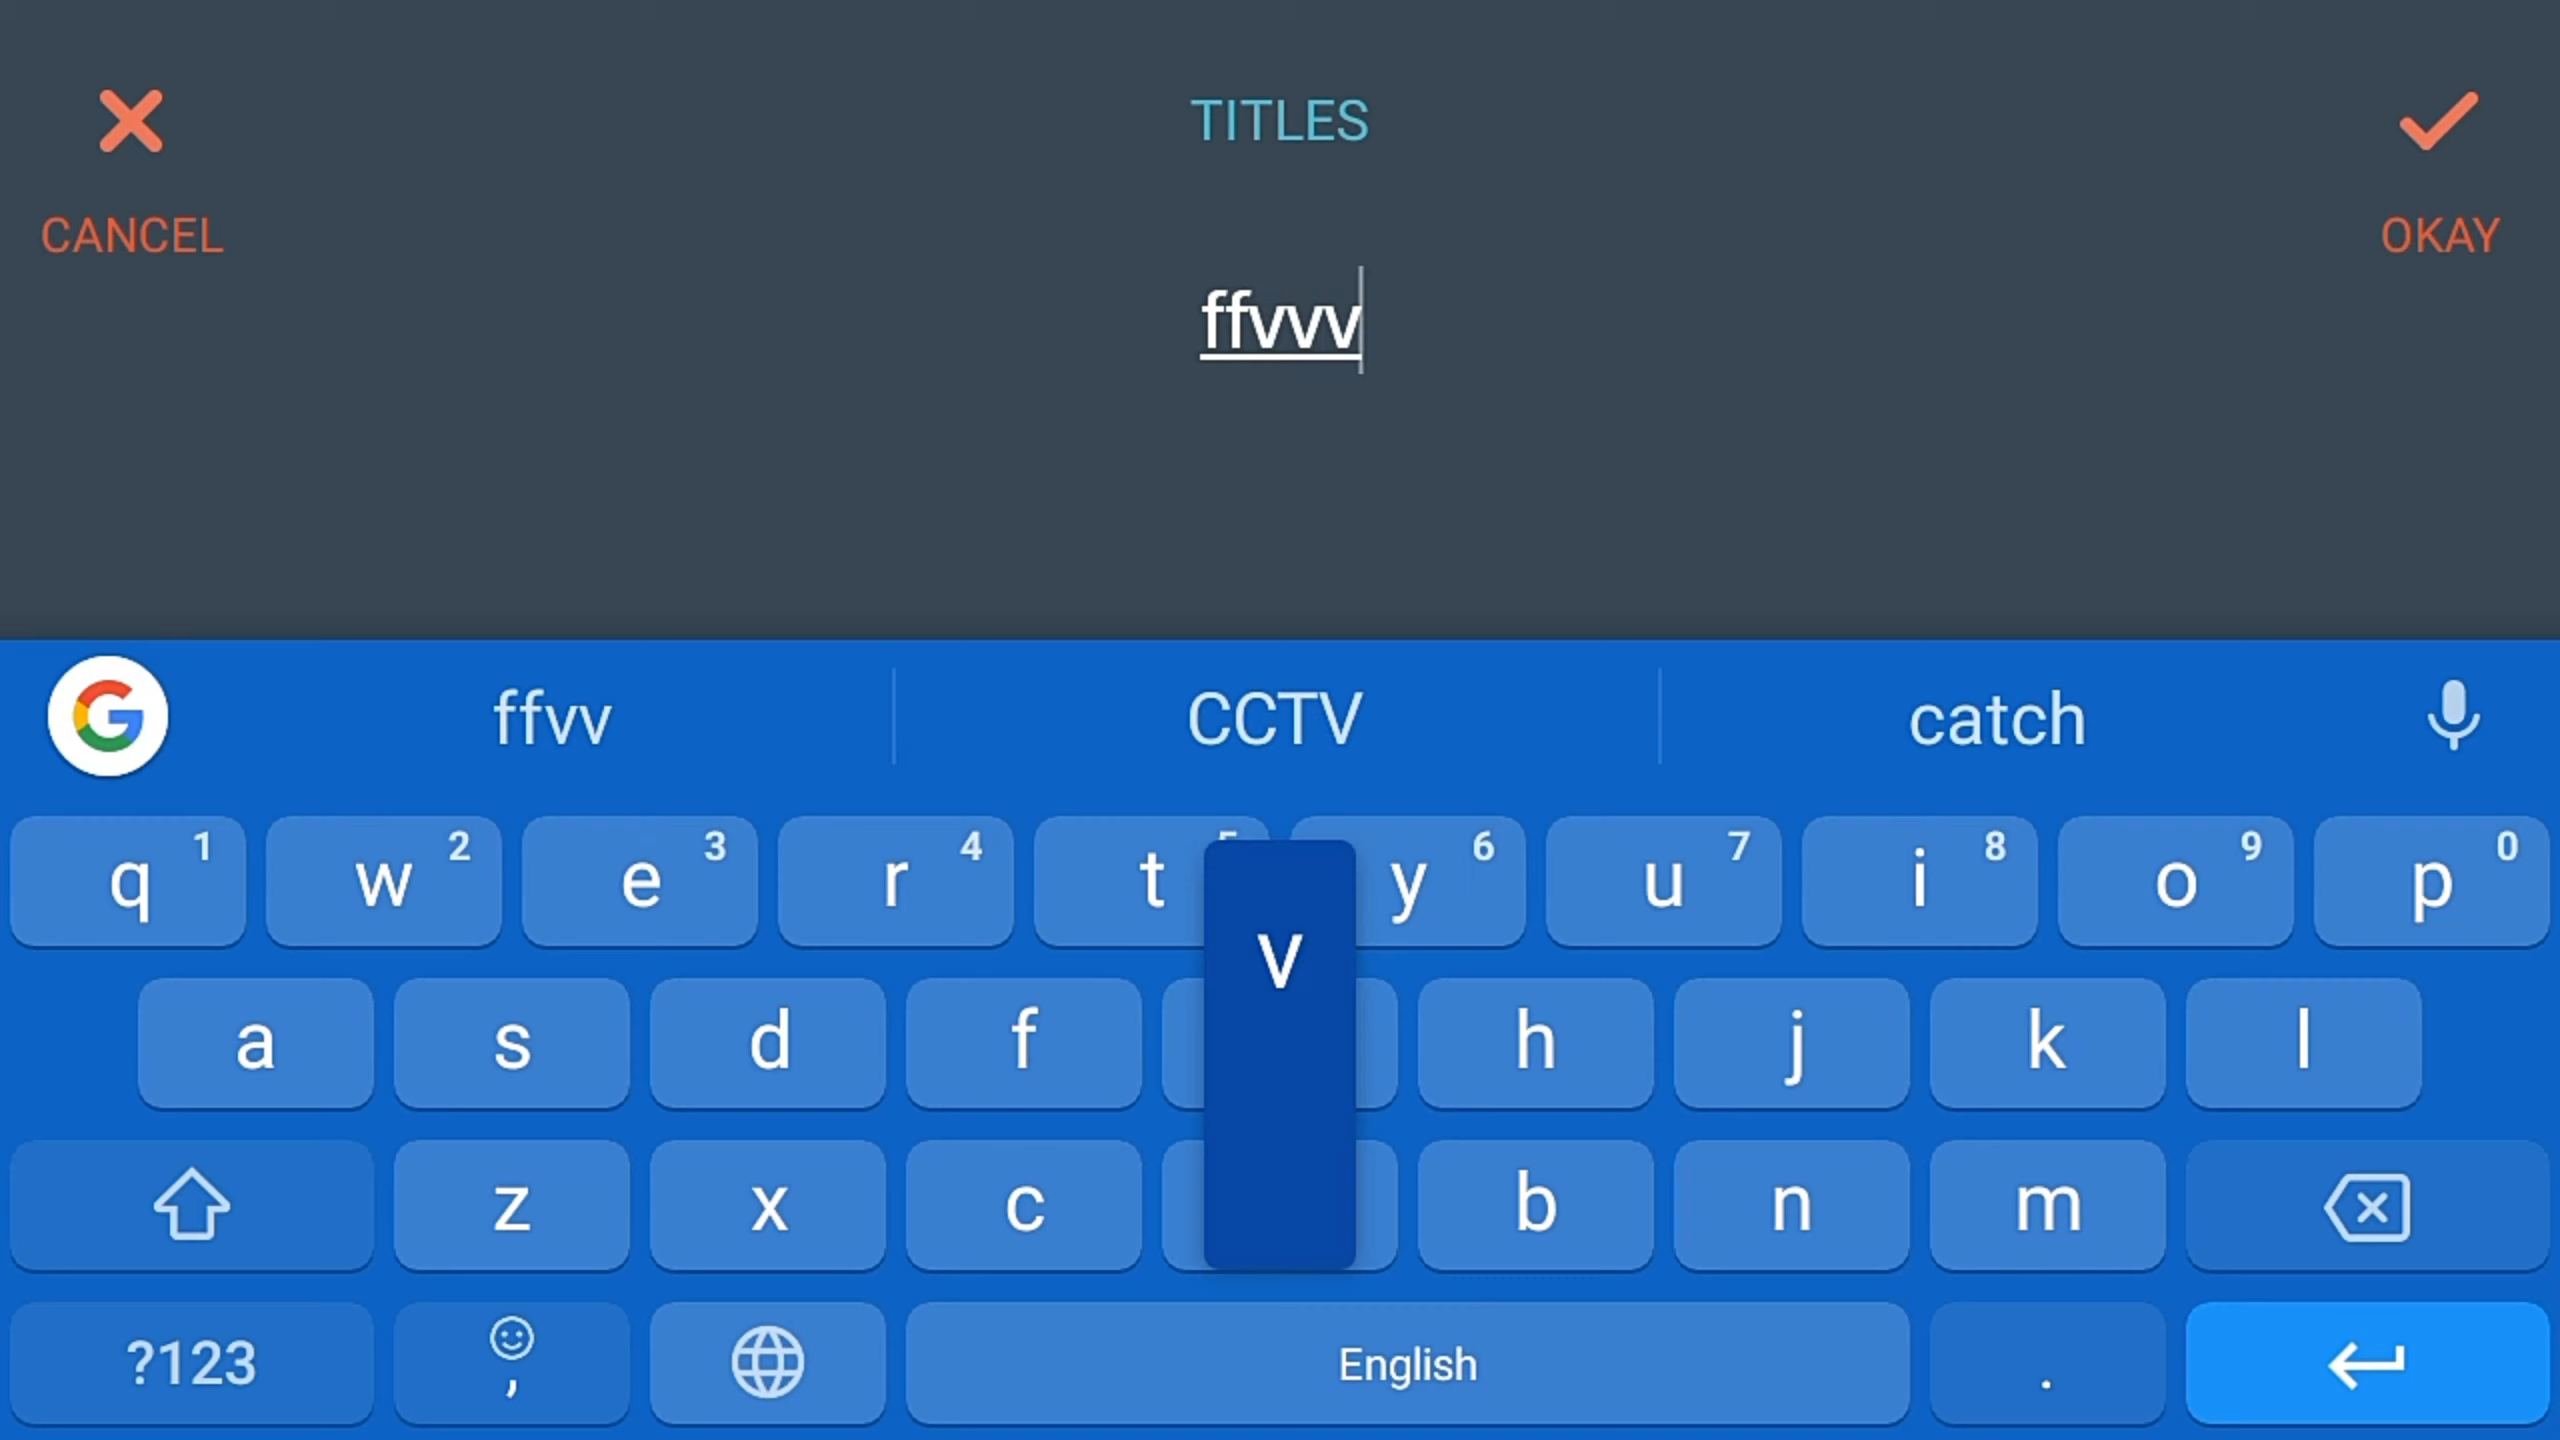 TITLES
CANCEL
OKAY
ffvvv
ffvv CCTV catch
q 1 w 2 e 3 r 4 t y 6 u 7 i 8 o 9 p 0
v
a s d f h j k l
z x c b n m
?123 , English .